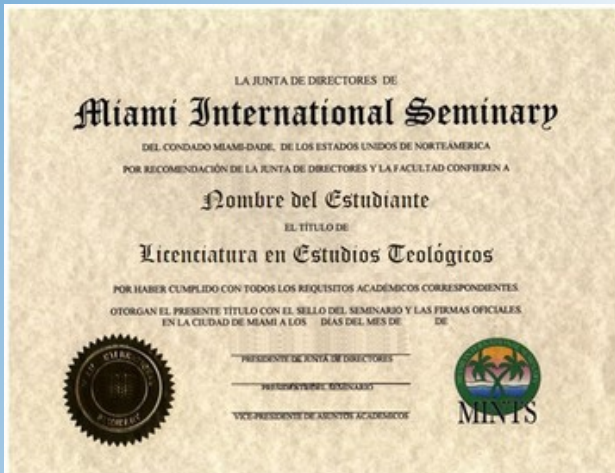 LA JUNTA DE DIRECTORES DE
Miami International Seminary
DEL CONDADO MIAMI-DADE, DE LOS ESTADOS UNIDOS DE NORTEAMERICA
POR RECOMENDACIÓN DE LA JUNTA DE DIRECTORES Y LA FACULTAD CONFIEREN A
Nombre del Estudiante
EL TÍTULO DE
Licenciatura en Estudios Teológicos
POR HABER CUMPLIDO CON TODOS LOS REQUISITOS ACADÉMICOS CORRESPONDIENTES.
OTORGAN EL PRESENTE TÍTULO CON EL SELLO DEL SEMINARIO Y LAS FIRMAS OFICIALES.
EN LA CIUDAD DE MIAMI A LOS DÍAS DEL MES DE DE
PRESIDENTE DE JUNTA DE DIRECTORES
PRESIDENTE DEL SEMINARIO
VICE-PRESIDENTE DE ASUNTOS ACADÉMICOS
MINTS